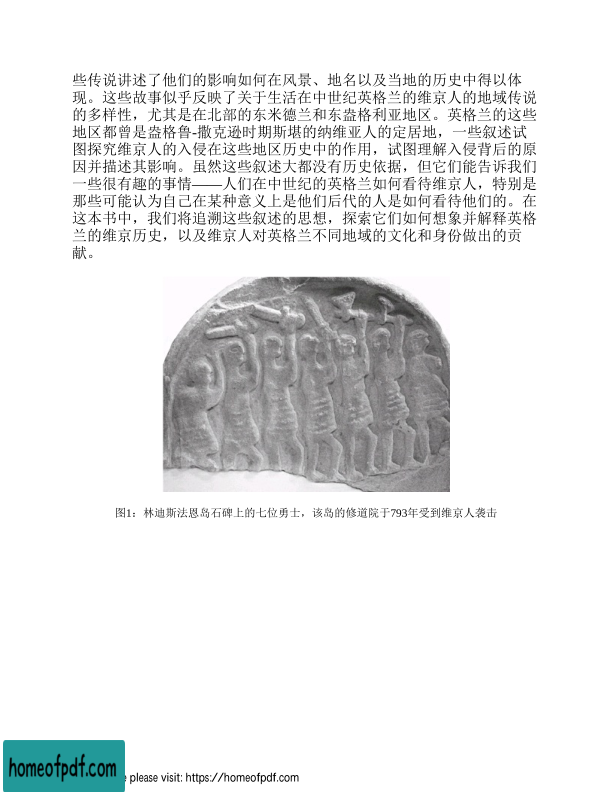 些传说讲述了他们的影响如何在风景、地名以及当地的历史中得以体
现。这些故事似乎反映了关于生活在中世纪英格兰的维京人的地域传说
的多样性，尤其是在北部的东米德兰和东盎格利亚地区。英格兰的这些
地区都曾是盎格鲁-撒克逊时期斯堪的纳维亚人的定居地，一些叙述试
图探究维京人的入侵在这些地区历史中的作用，试图理解入侵背后的原
因并描述其影响。虽然这些叙述大都没有历史依据，但它们能告诉我们
一些很有趣的事情——人们在中世纪的英格兰如何看待维京人，特别是
那些可能认为自己在某种意义上是他们后代的人是如何看待他们的。在
这本书中，我们将追溯这些叙述的思想，探索它们如何想象并解释英格
兰的维京历史，以及维京人对英格兰不同地域的文化和身份做出的贡
献。
图1：林迪斯法恩岛石碑上的七位勇士，该岛的修道院于793年受到维京人袭击
homeofpdf.com
please visit: https://homeofpdf.com